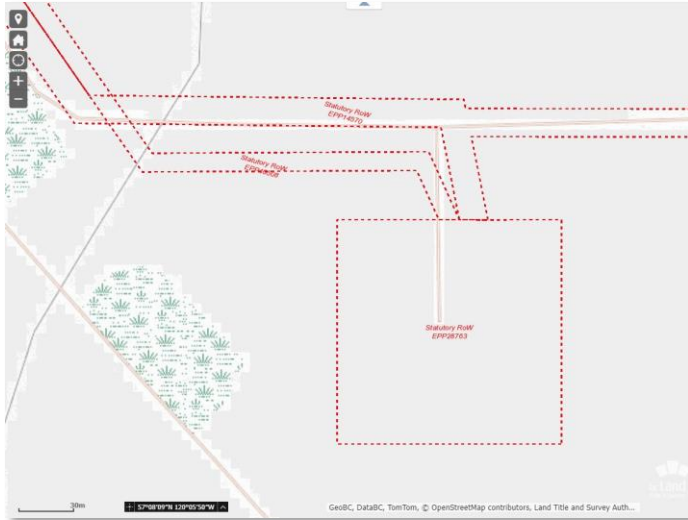 +
−
Statutory RoW
EPP14570
Statutory RoW
Statutory RoW
EPP28763
30m
57°08'09"N 120°05'50"W
GeoBC, DataBC, TomTom, © OpenStreetMap contributors, Land Title and Survey Auth...